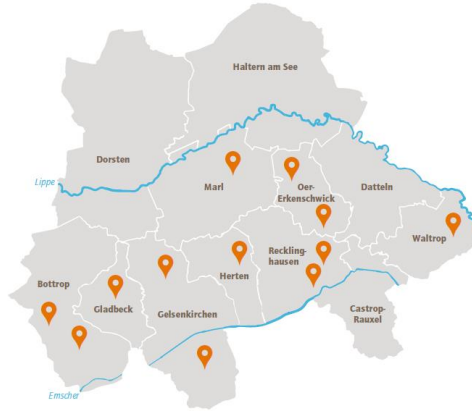 Haltern am See
Dorsten
Lippe
Marl
Oer-
Erkenschwick
Datteln
Waltrop
Reckling-
hausen
Herten
Bottrop
Gladbeck
Gelsenkirchen
Castrop-
Rauxel
Emscher